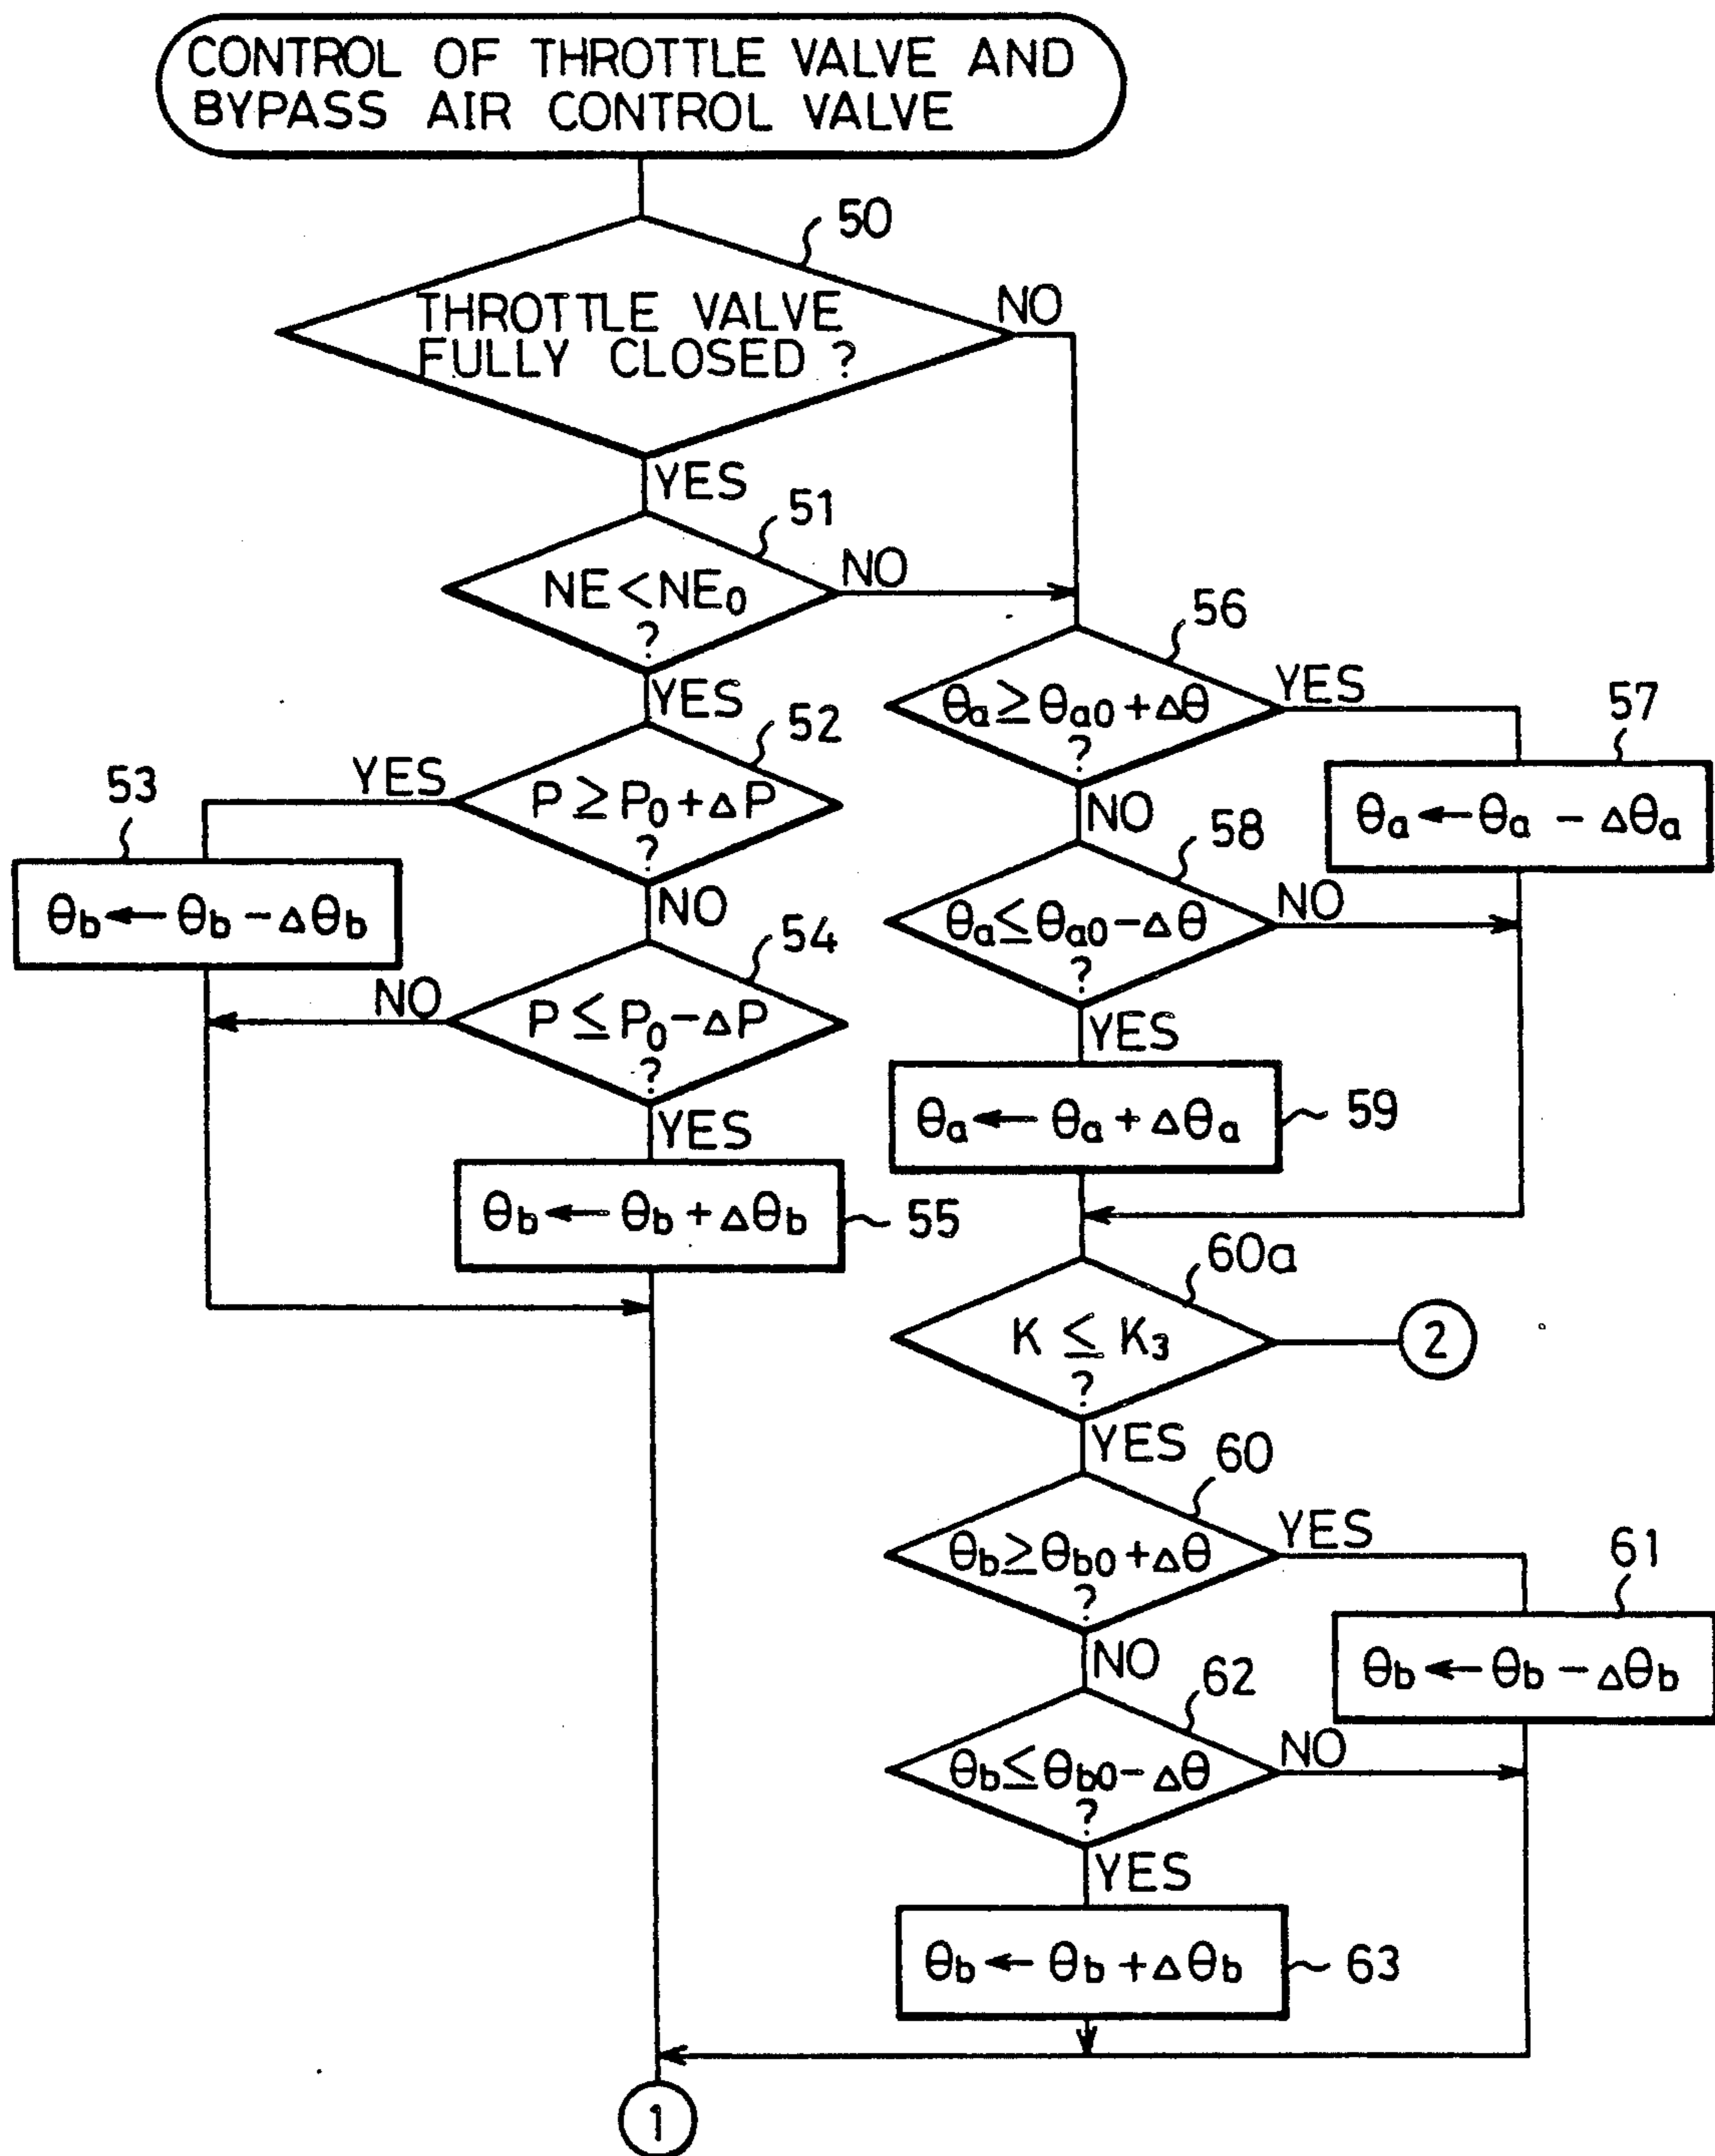 CONTROL OF THROTTLE VALVE AND
BYPASS AIR CONTROL VALVE
50
THROTTLE VALVE
FULLY CLOSED ?
NO
YES
51
NE < NE₀
?
NO
YES
52
P ≥ P₀ + ΔP
?
YES
53
θb ← θb - Δθb
NO
54
P ≤ P₀ - ΔP
?
NO
YES
θb ← θb + Δθb
55
56
θa ≥ θa0 + Δθ
?
YES
57
θa ← θa - Δθa
NO
58
θa ≤ θa0 - Δθ
?
NO
YES
θa ← θa + Δθa
59
60a
K ≤ K₃
?
2
YES
60
θb ≥ θb0 + Δθ
?
YES
61
θb ← θb - Δθb
NO
62
θb ≤ θb0 - Δθ
?
NO
YES
θb ← θb + Δθb
63
1